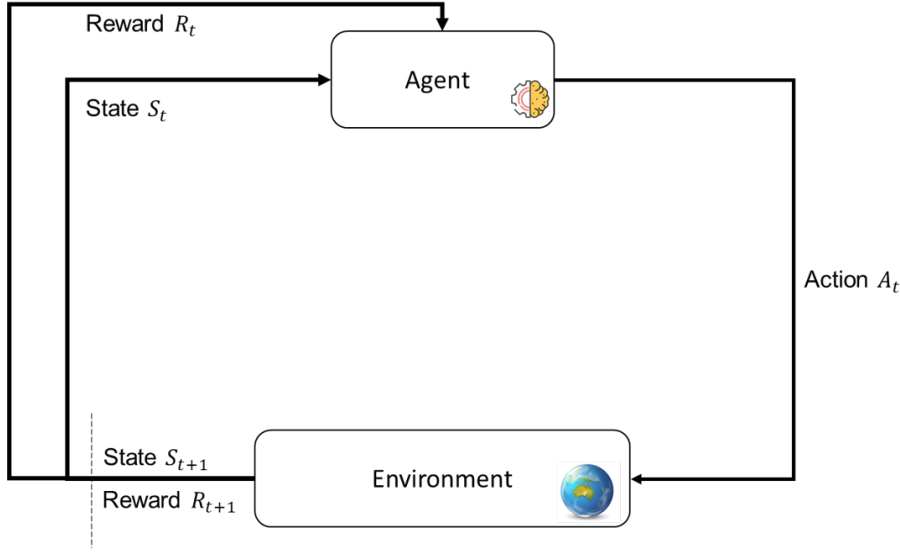 Reward R_t
Agent
State S_t
Action A_t
State S_{t+1}
Environment
Reward R_{t+1}